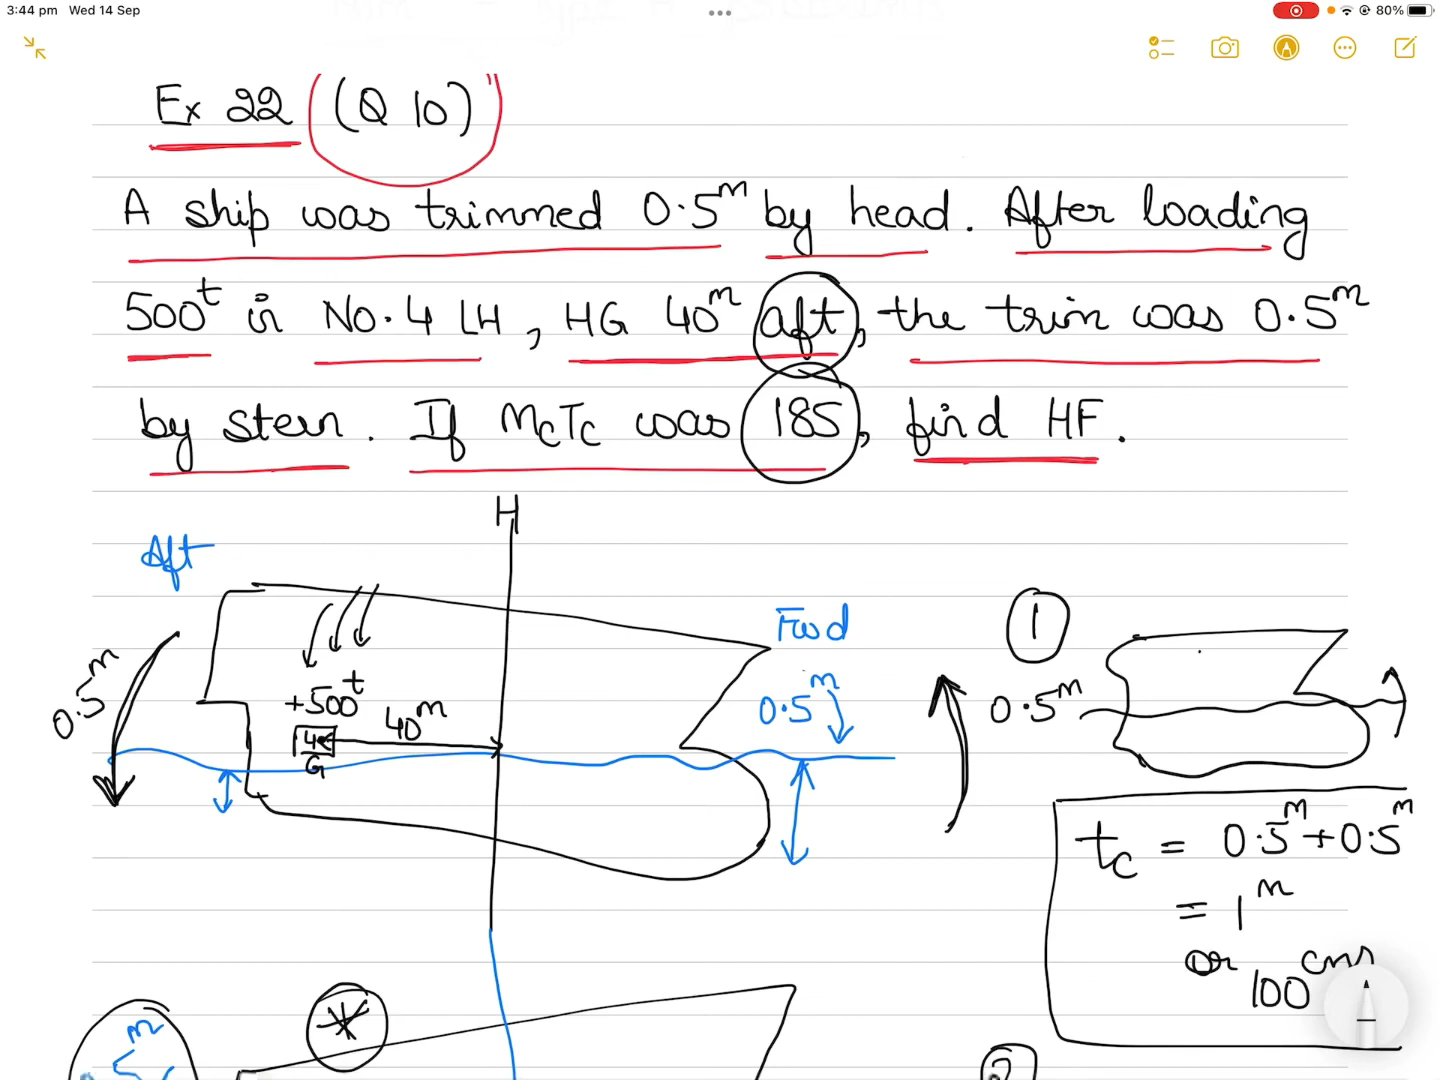 3:44 pm Wed 14 Sep
80%
Ex 22 (Q 10)
A ship was trimmed 0.5m by head. After loading
500t in No. 4 LH, HG 40m aft, the trim was 0.5m
by stern. If MCTC was 185, find HF.
H
Aft
Fwd
1
0.5m
+500t
40m
0.5m
0.5m
4
G
tc = 0.5m + 0.5m
= 1m
or 100 cms
m